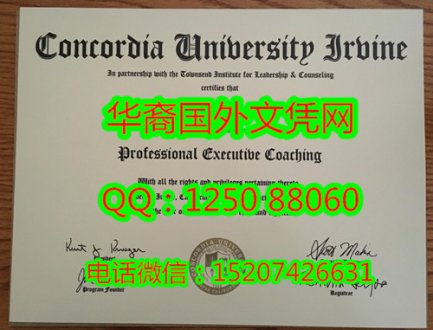 Concordia University Irvine
In partnership with the Townsend Institute for Leadership & Counseling
certifies that
华裔国外文凭网
Professional Executive Coaching
With all the rights and privileges pertaining thereto
QQ：1250 88060
电话微信：15207426631
Program Founder
Registrar